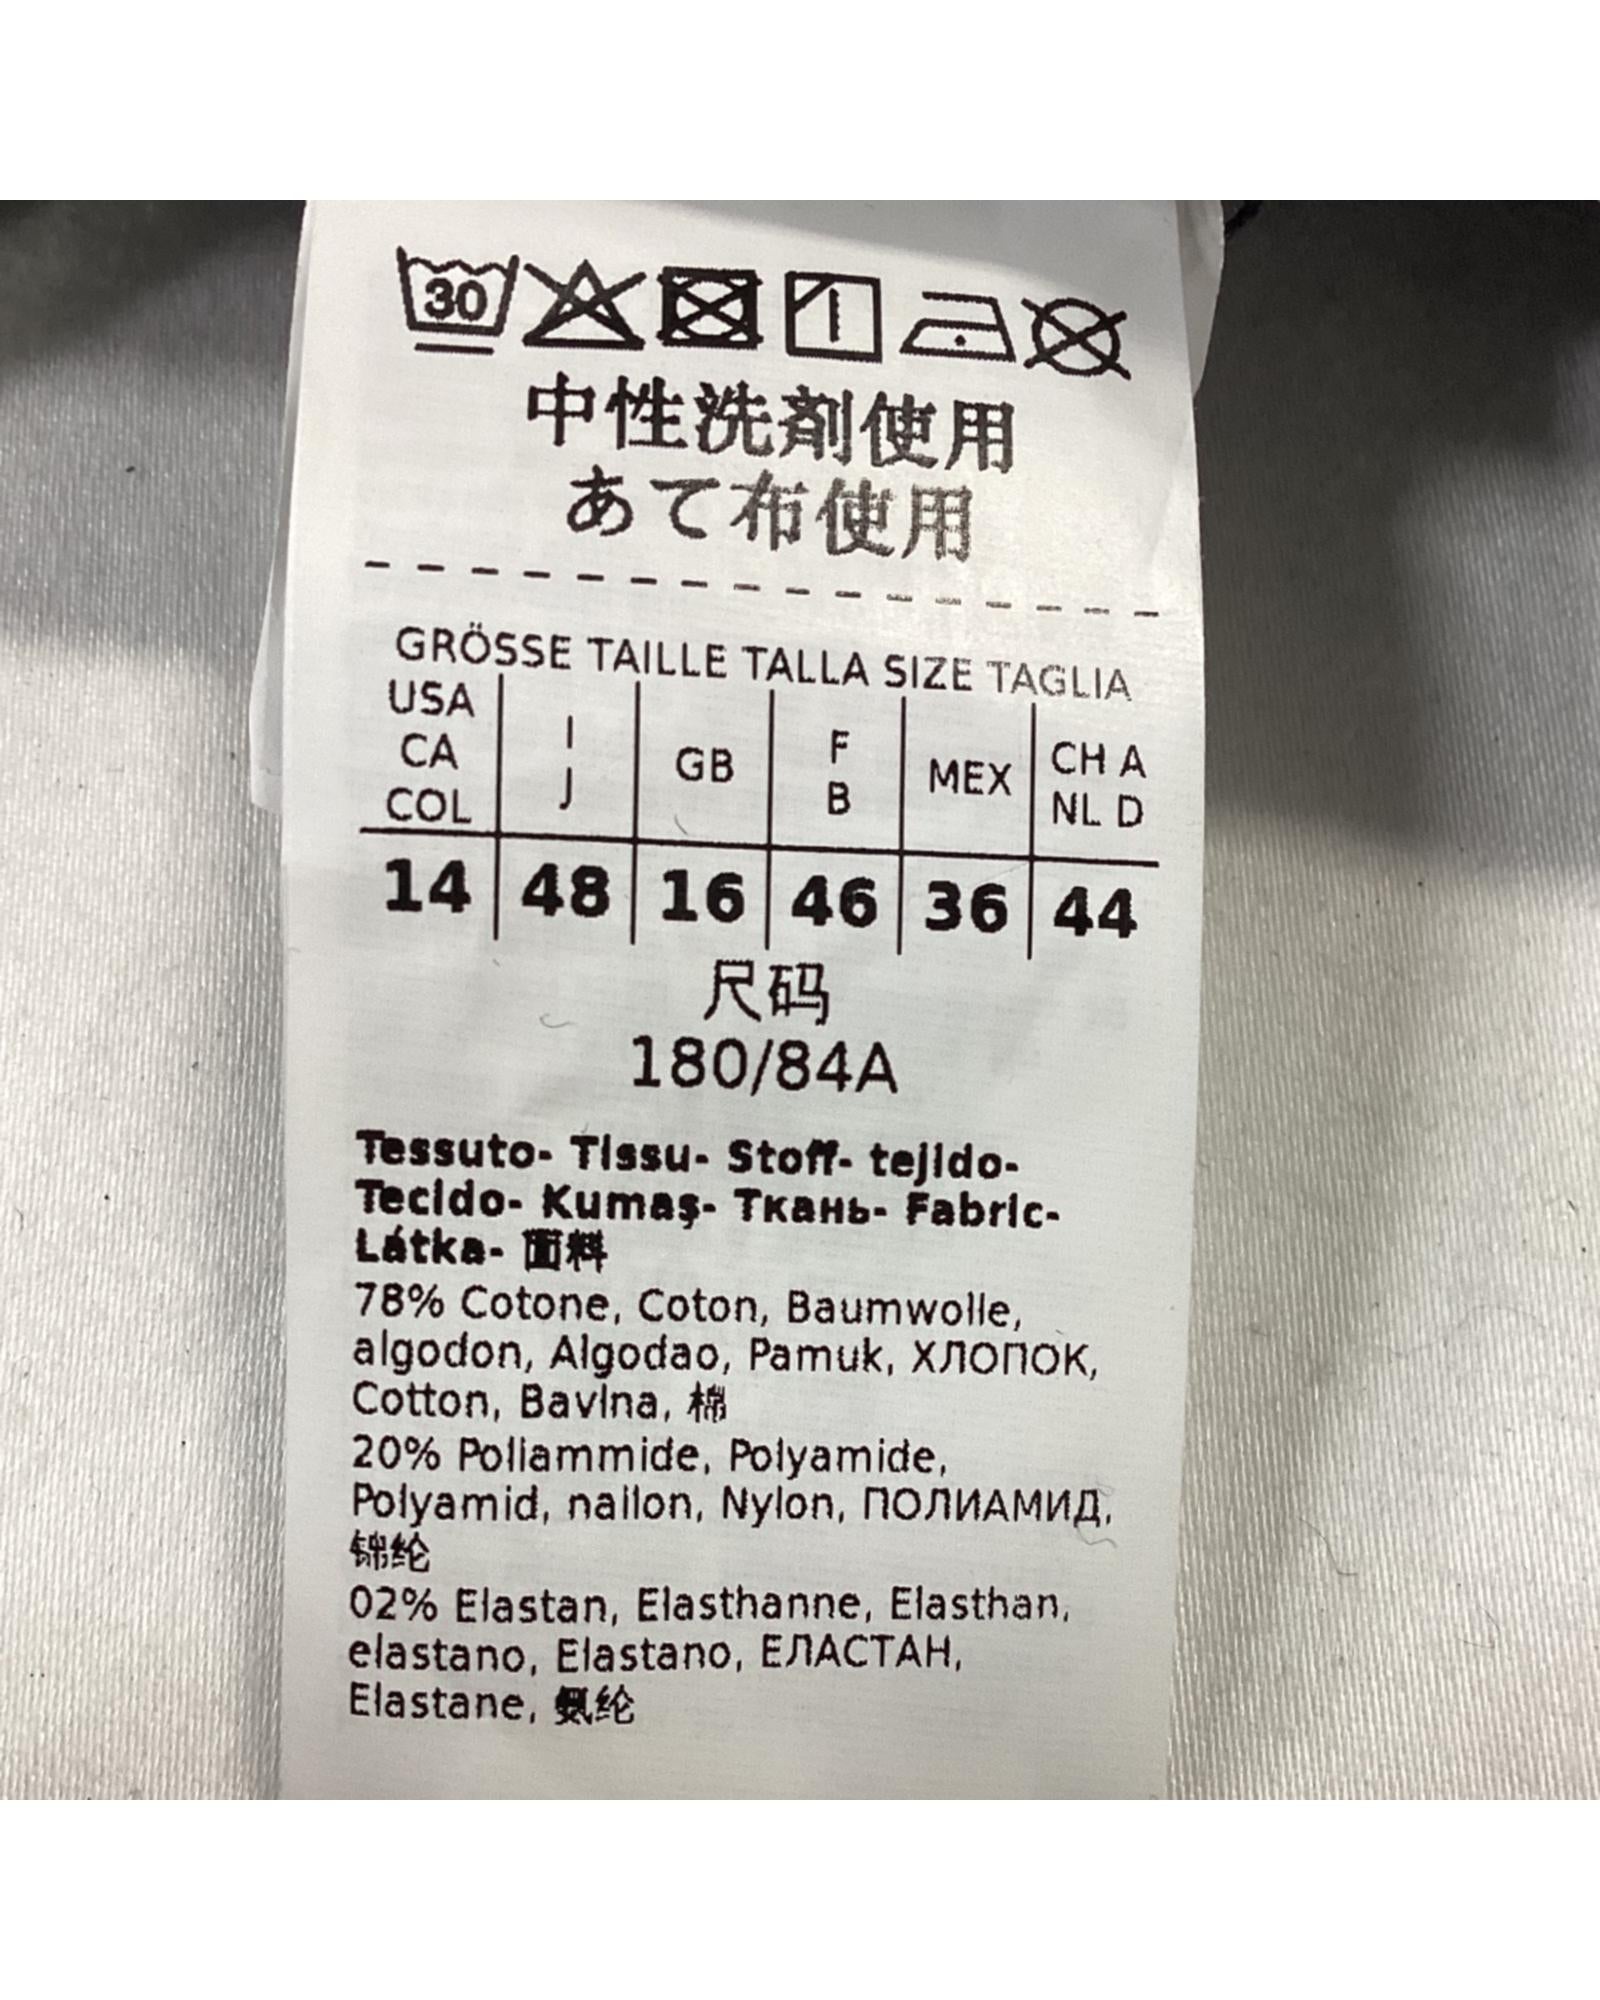 30
中性洗剤使用
あて布使用
GRÖSSE TAILLE TALLA SIZE TAGLIA
USA CA COL | I J | GB | F B | MEX | CH A NL D
14 | 48 | 16 | 46 | 36 | 44
尺码
180/84A
Tessuto- Tissu- Stoff- tejido-
Tecido- Kumaş- Ткань- Fabric-
Látka- 面料
78% Cotone, Coton, Baumwolle,
algodon, Algodao, Pamuk, ХЛОПОК,
Cotton, Bavlna, 棉
20% Poliammide, Polyamide,
Polyamid, nailon, Nylon, ПОЛИАМИД,
锦纶
02% Elastan, Elasthanne, Elasthan,
elastano, Elastano, ЕЛАСТАН,
Elastane, 氨纶